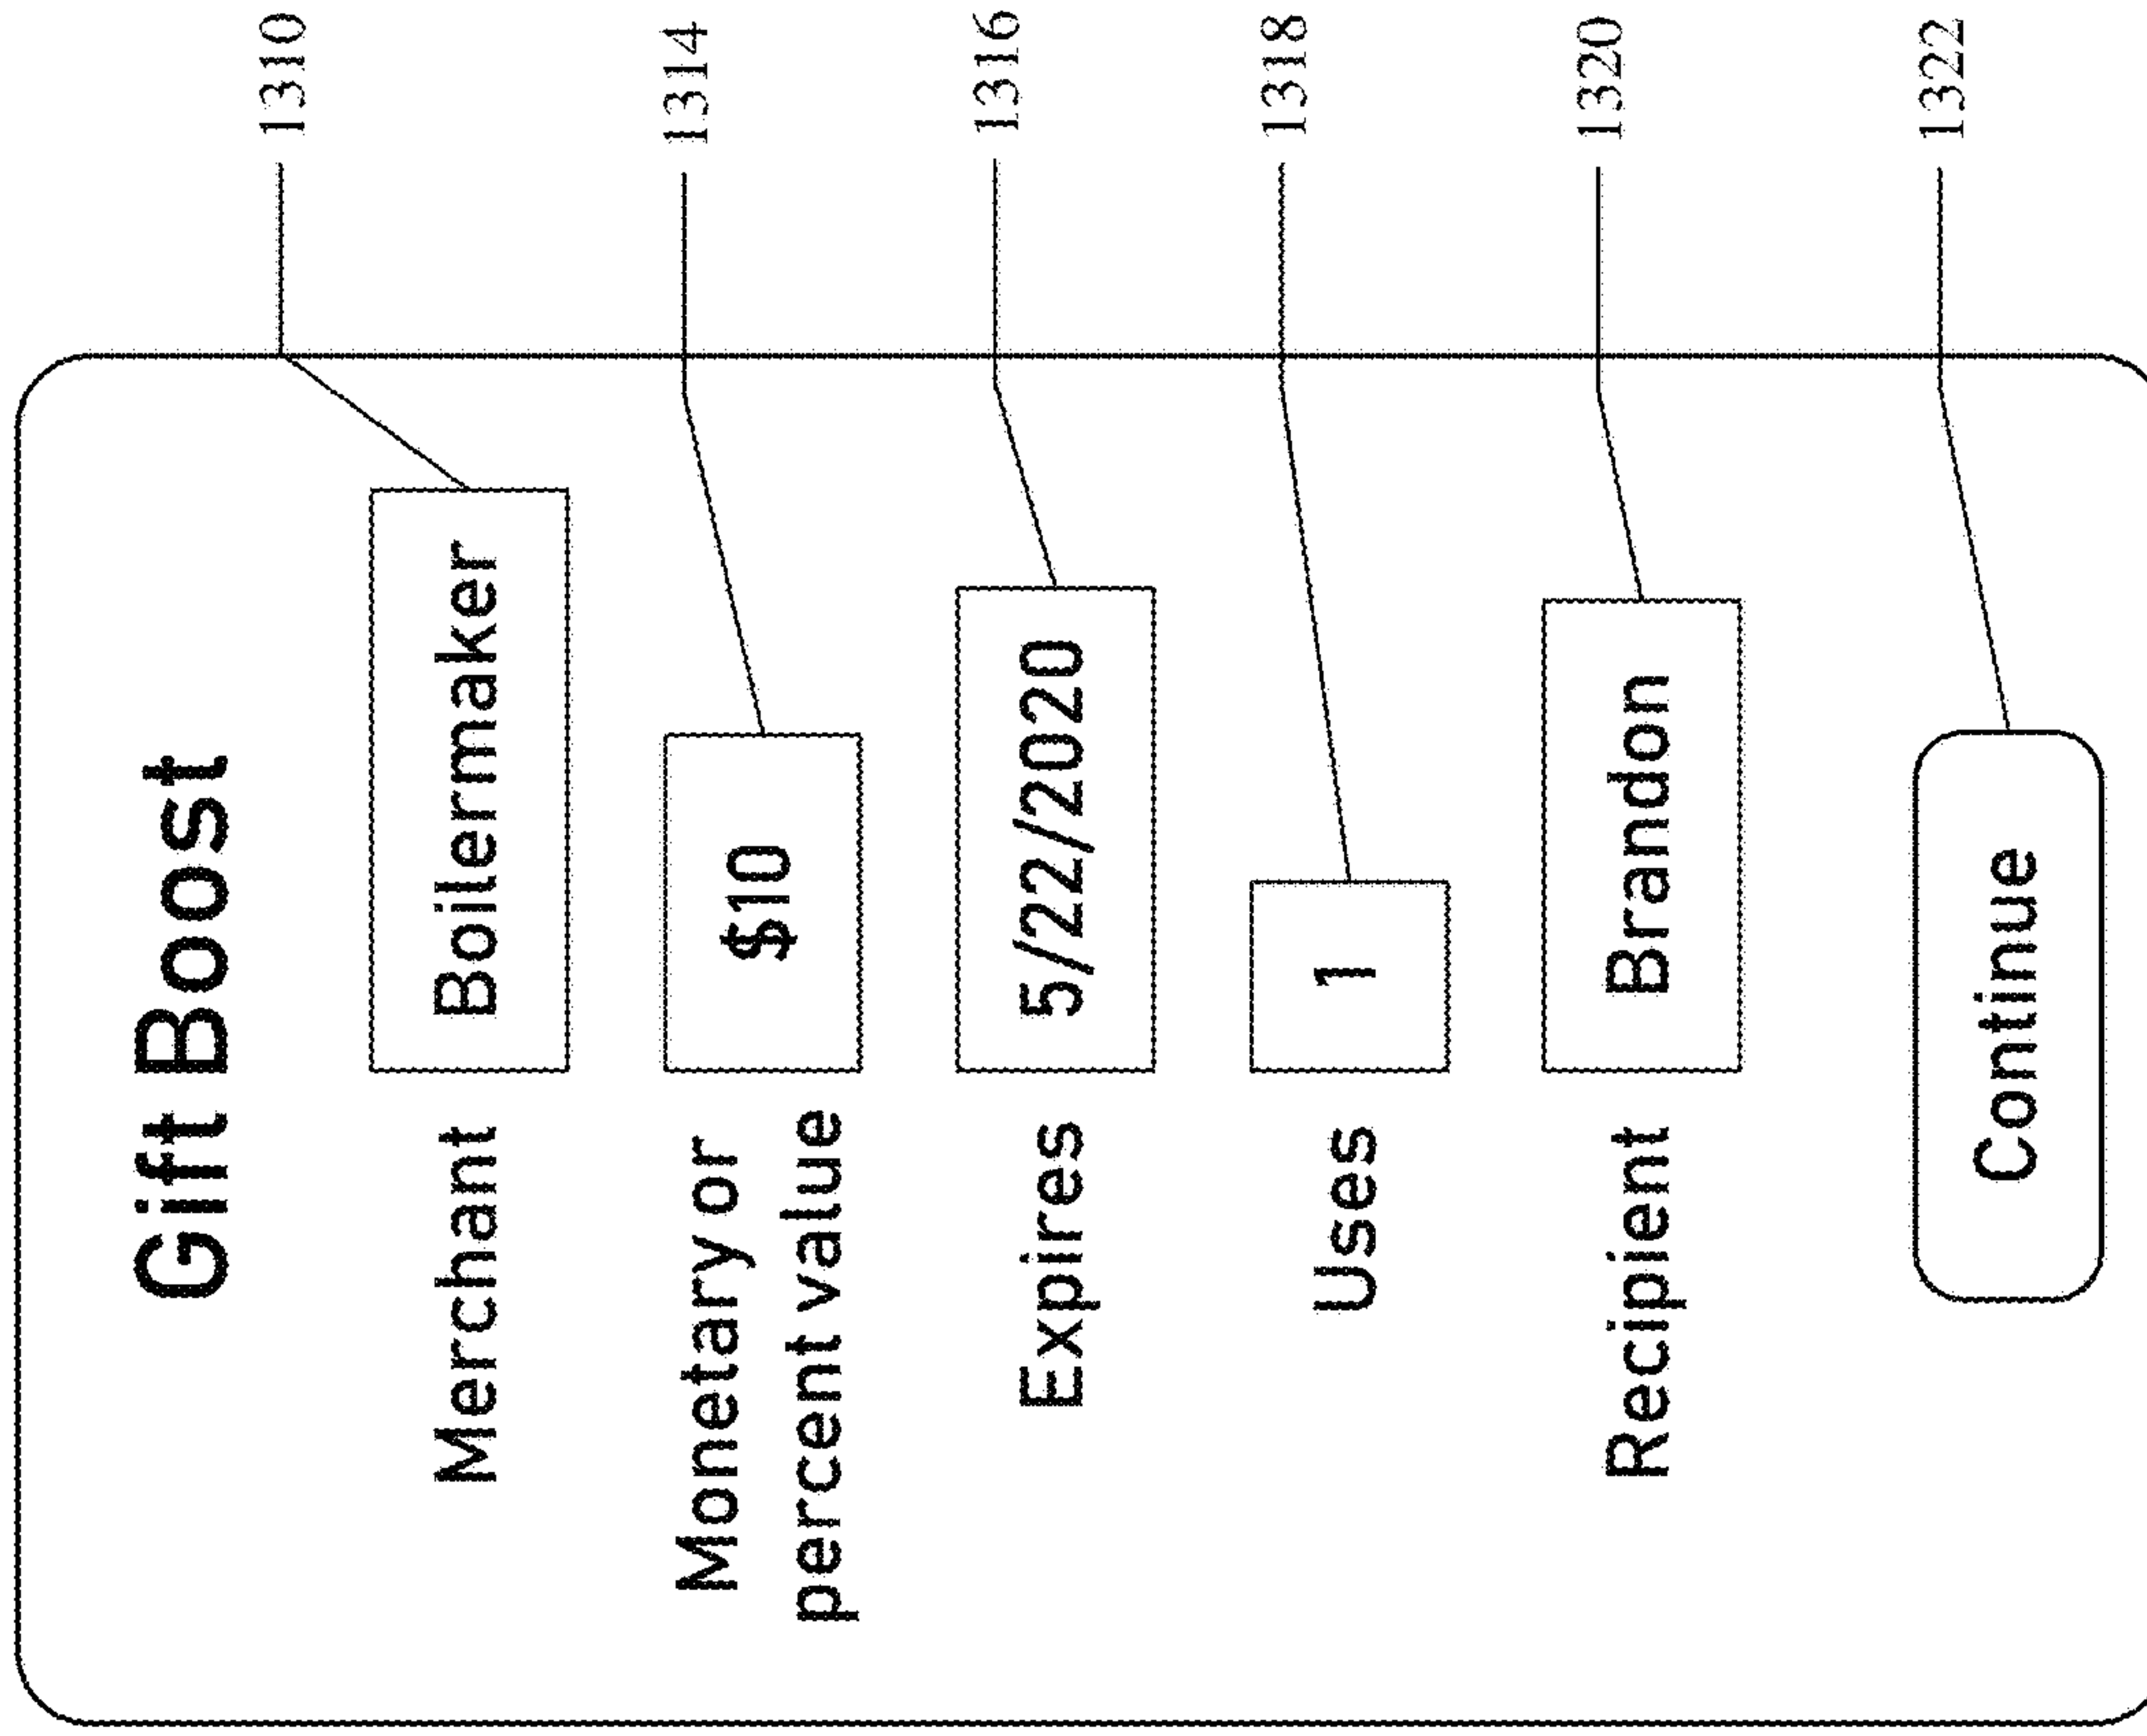 Gift Boost
Merchant Boilermaker 1310
Monetary or
percent value $10 1314
Expires 5/22/2020 1316
Uses 1 1318
Recipient Brandon 1320
Continue 1322